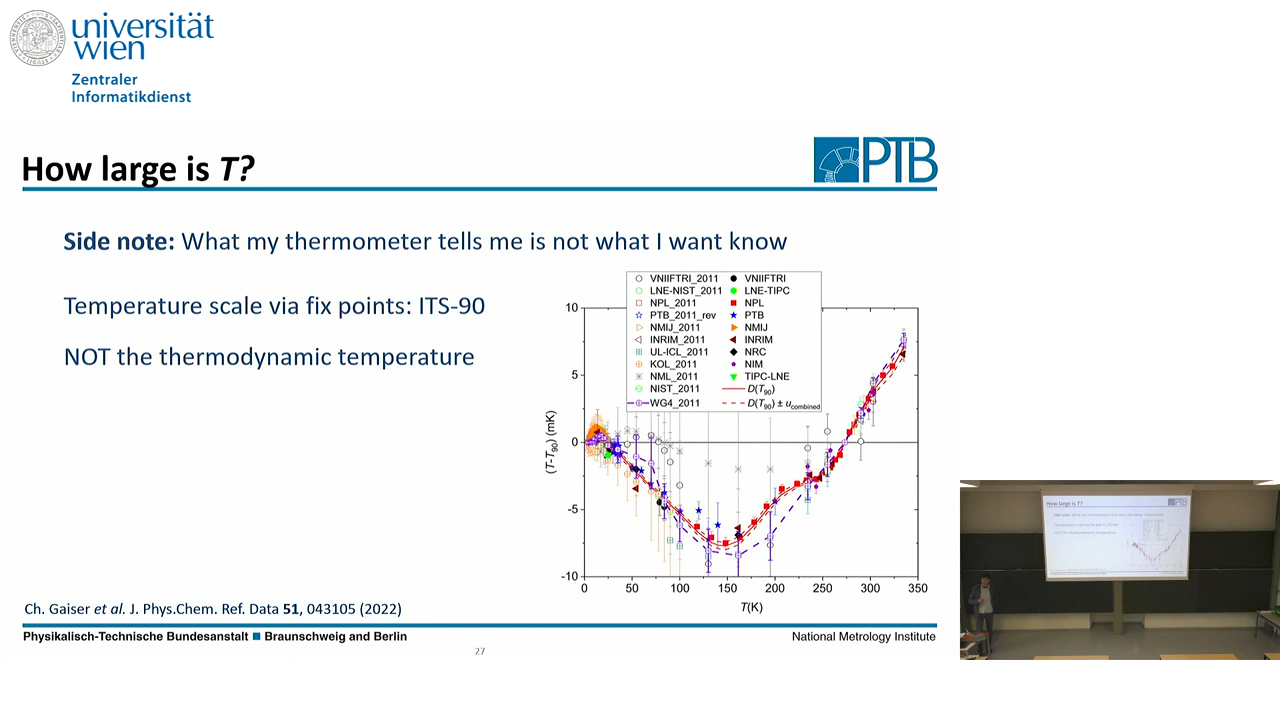 universität
wien
Zentraler
Informatikdienst
How large is T?
PTB
Side note: What my thermometer tells me is not what I want know
Temperature scale via fix points: ITS-90
NOT the thermodynamic temperature
VNIIFTRI_2011 VNIIFTRI
LNE-NIST_2011 LNE-TIPC
NPL_2011 NPL
PTB_2011_rev PTB
NMIJ_2011 NMIJ
INRIM_2011 INRIM
UL-ICL_2011 NRC
KOL_2011 NIM
NML_2011 TIPC-LNE
NIST_2011 D(T90)
WG4_2011 D(T90) ± ucombined
10
5
0
-5
-10
(T-T90) (mK)
0 50 100 150 200 250 300 350
T(K)
Ch. Gaiser et al. J. Phys.Chem. Ref. Data 51, 043105 (2022)
Physikalisch-Technische Bundesanstalt ■ Braunschweig and Berlin
National Metrology Institute
27
How large is T?
PTB